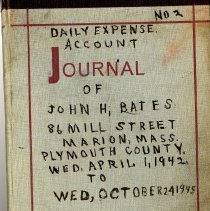 No 2
DAILY EXPENSE.
ACCOUNT
JOURNAL
OF
JOHN H, BATES
86 MILL STREET
MARION, MASS.
PLYMOUTH COUNTY.
WED. APRIL 1, 1942
TO
WED, OCTOBER 24 1945